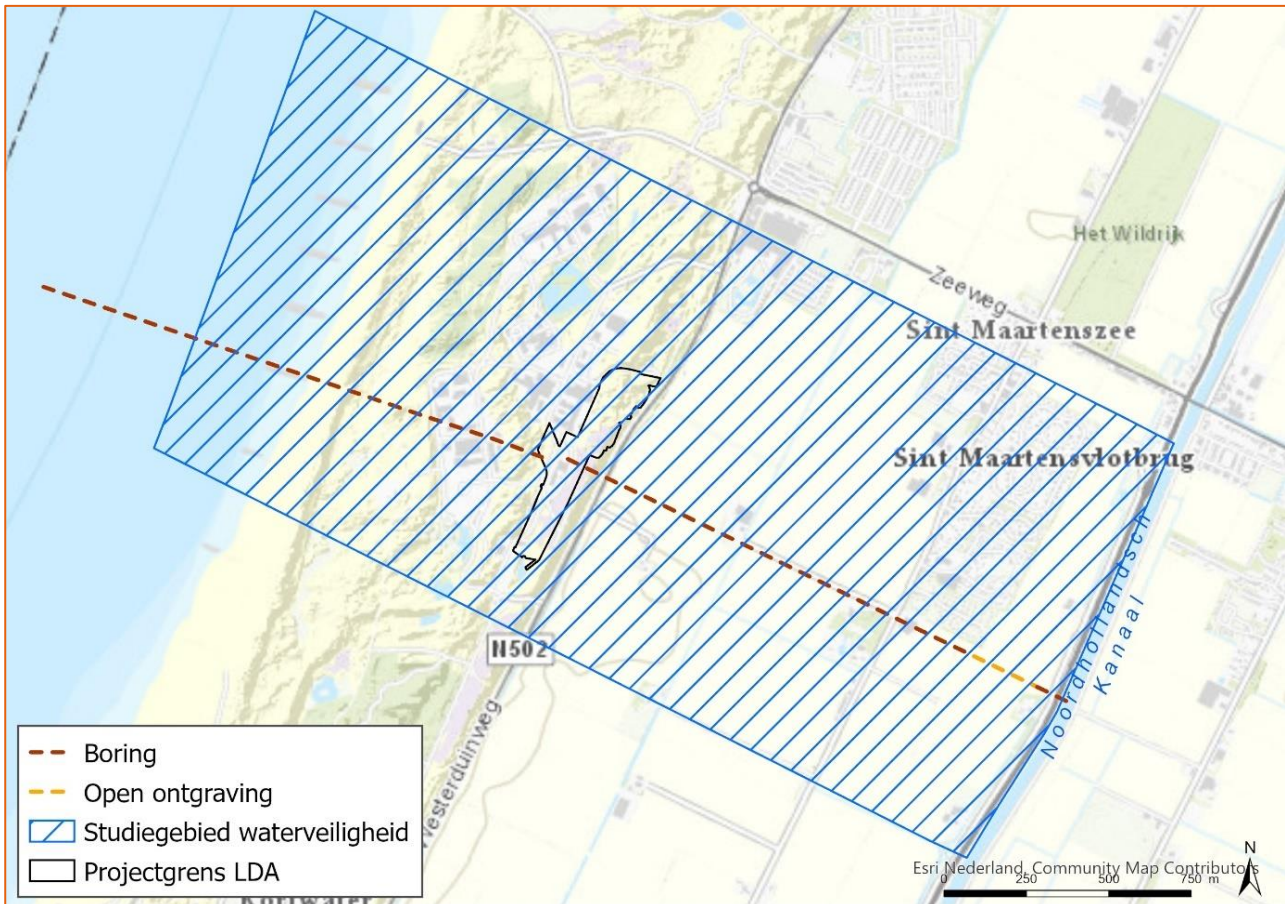 Het Wildrijk
Zeeweg
Sint Maartenszee
Sint Maartensvlotbrug
Noordhollandsch
Kanaal
N502
Westerduinweg
Boring
Open ontgraving
Studiegebied waterveiligheid
Projectgrens LDA
Esri Nederland, Community Map Contributors
N
0 250 500 750 m